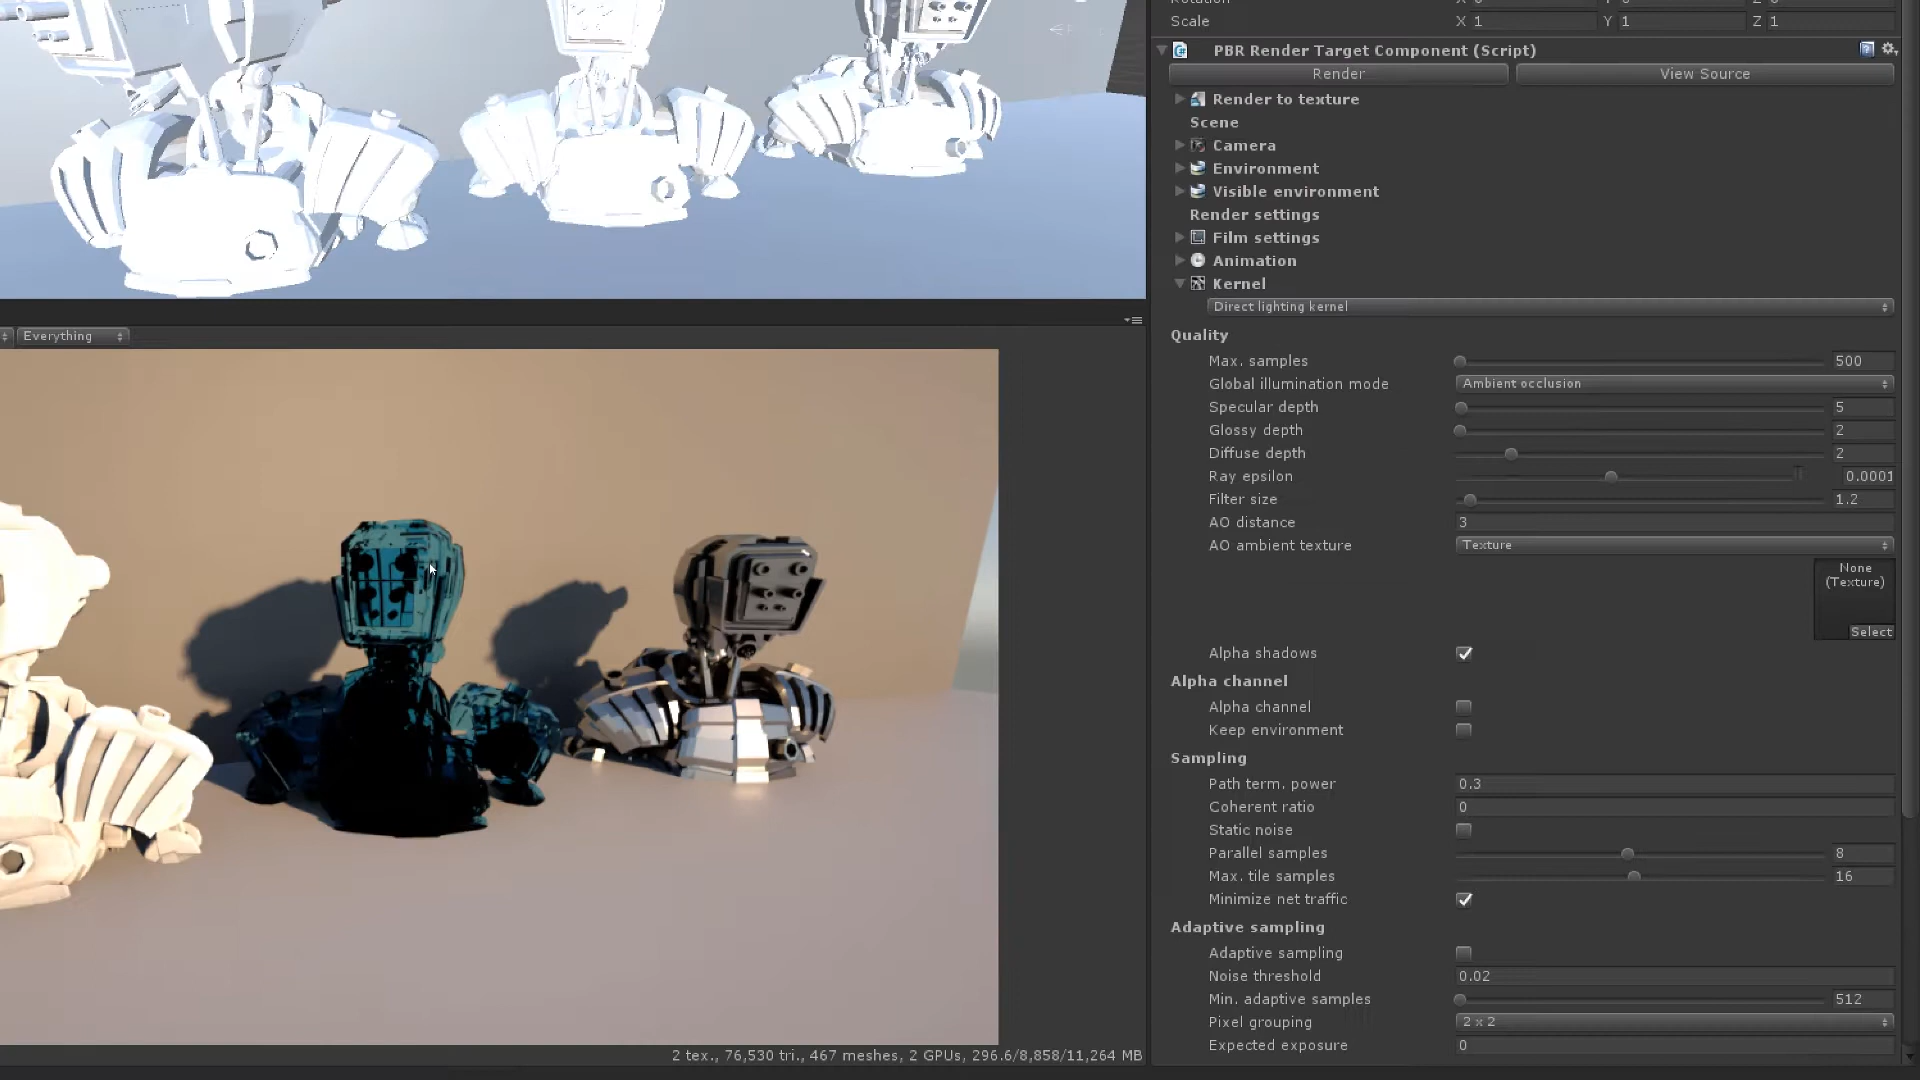 Rotation
Scale X 1 Y 1 Z 1
PBR Render Target Component (Script)
Render View Source
Render to texture
Scene
Camera
Environment
Visible environment
Render settings
Film settings
Animation
Kernel
Direct lighting kernel
Quality
Max. samples 500
Global illumination mode Ambient occlusion
Specular depth 5
Glossy depth 2
Diffuse depth 2
Ray epsilon 0.0001
Filter size 1.2
AO distance 3
AO ambient texture Texture
None
(Texture)
Select
Alpha shadows
Alpha channel
Alpha channel
Keep environment
Sampling
Path term. power 0.3
Coherent ratio 0
Static noise
Parallel samples 8
Max. tile samples 16
Minimize net traffic
Adaptive sampling
Adaptive sampling
Noise threshold 0.02
Min. adaptive samples 512
Pixel grouping 2 x 2
Expected exposure 0
Everything
2 tex., 76,530 tri., 467 meshes, 2 GPUs, 296.6/8,858/11,264 MB